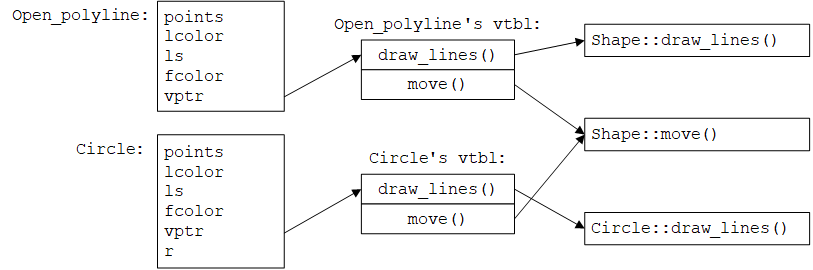 Open_polyline:
points
lcolor
ls
fcolor
vptr
Open_polyline's vtbl:
draw_lines()
move()
Shape::draw_lines()
Shape::move()
Circle:
points
lcolor
ls
fcolor
vptr
r
Circle's vtbl:
draw_lines()
move()
Circle::draw_lines()